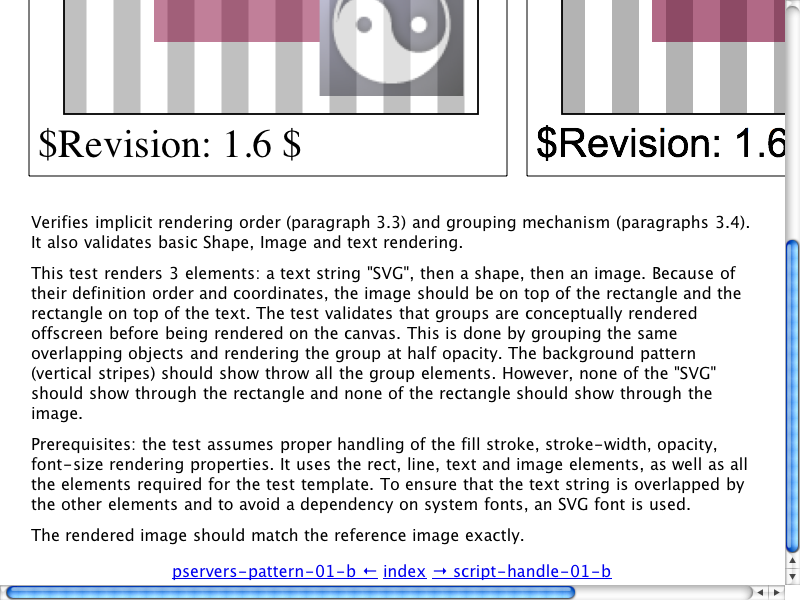 $Revision: 1.6 $
$Revision: 1.6
Verifies implicit rendering order (paragraph 3.3) and grouping mechanism (paragraphs 3.4).
It also validates basic Shape, Image and text rendering.
This test renders 3 elements: a text string "SVG", then a shape, then an image. Because of
their definition order and coordinates, the image should be on top of the rectangle and the
rectangle on top of the text. The test validates that groups are conceptually rendered
offscreen before being rendered on the canvas. This is done by grouping the same
overlapping objects and rendering the group at half opacity. The background pattern
(vertical stripes) should show throw all the group elements. However, none of the "SVG"
should show through the rectangle and none of the rectangle should show through the
image.
Prerequisites: the test assumes proper handling of the fill stroke, stroke-width, opacity,
font-size rendering properties. It uses the rect, line, text and image elements, as well as all
the elements required for the test template. To ensure that the text string is overlapped by
the other elements and to avoid a dependency on system fonts, an SVG font is used.
The rendered image should match the reference image exactly.
pservers-pattern-01-b ← index → script-handle-01-b